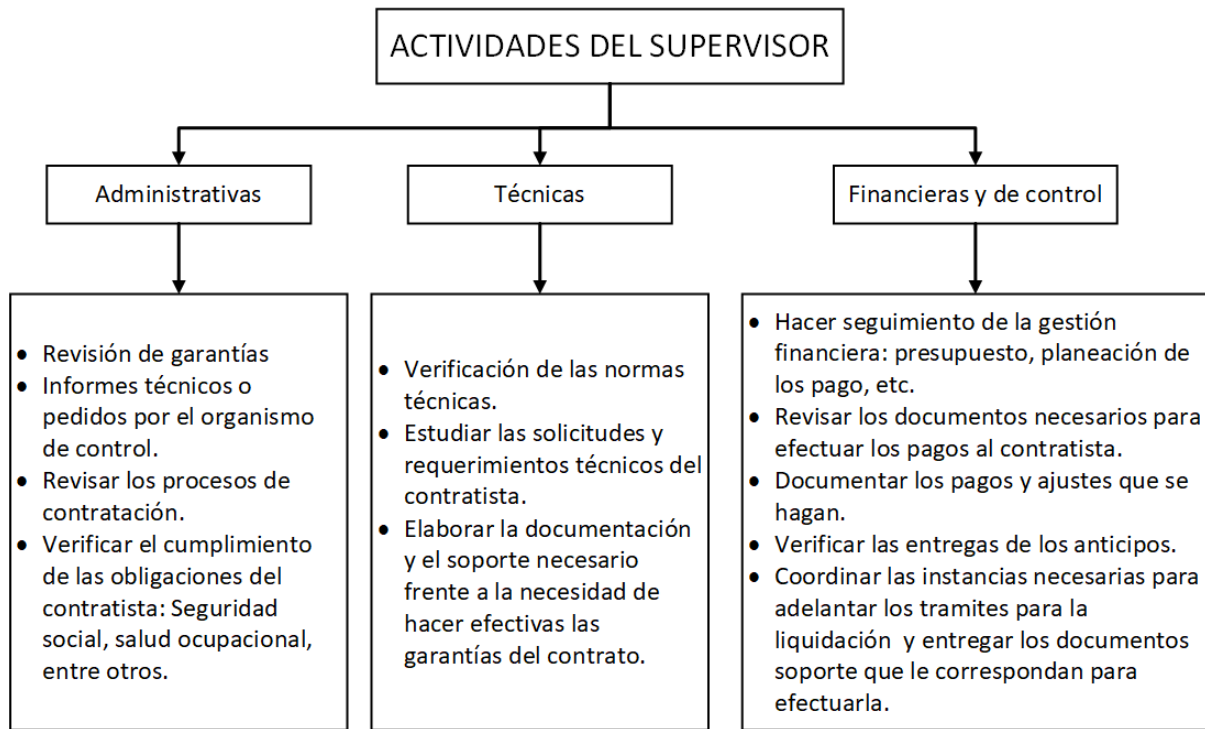 ACTIVIDADES DEL SUPERVISOR
Administrativas
Técnicas
Financieras y de control
• Revisión de garantías
• Informes técnicos o
pedidos por el organismo
de control.
• Revisar los procesos de
contratación.
• Verificar el cumplimiento
de las obligaciones del
contratista: Seguridad
social, salud ocupacional,
entre otros.
• Verificación de las normas
técnicas.
• Estudiar las solicitudes y
requerimientos técnicos del
contratista.
• Elaborar la documentación
y el soporte necesario
frente a la necesidad de
hacer efectivas las
garantías del contrato.
• Hacer seguimiento de la gestión
financiera: presupuesto, planeación de
los pago, etc.
• Revisar los documentos necesarios para
efectuar los pagos al contratista.
• Documentar los pagos y ajustes que se
hagan.
• Verificar las entregas de los anticipos.
• Coordinar las instancias necesarias para
adelantar los tramites para la
liquidación  y entregar los documentos
soporte que le correspondan para
efectuarla.